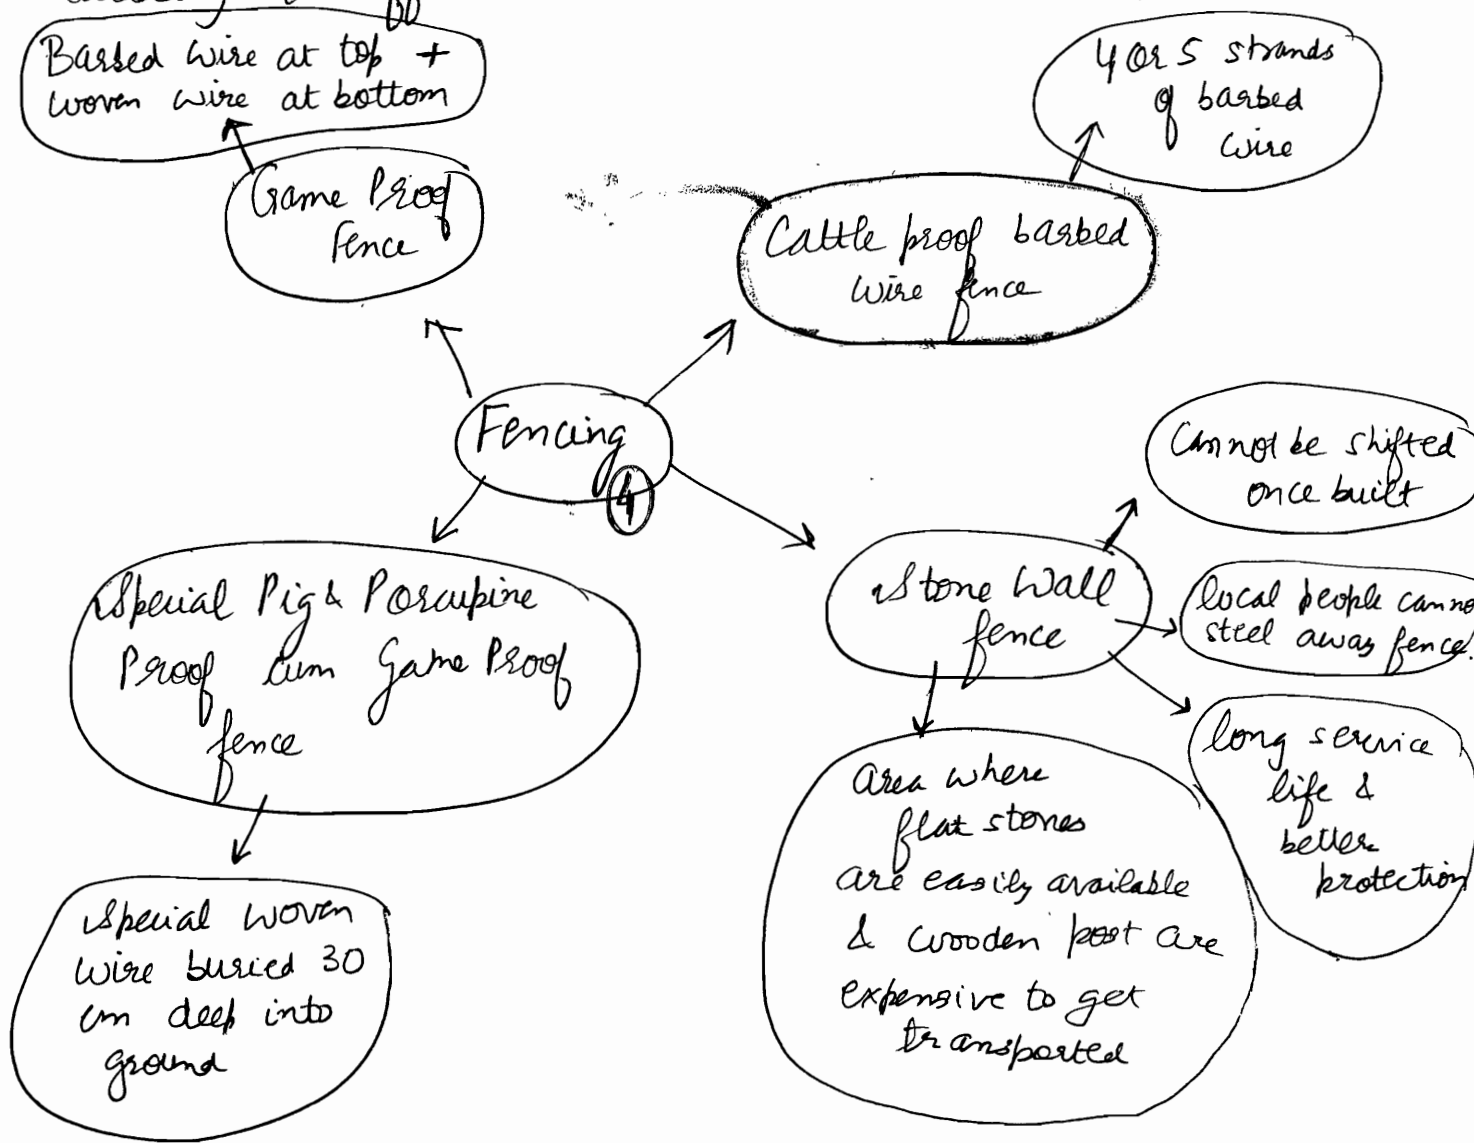 Barbed wire at top +
woven wire at bottom
Game Proof
fence
4 or 5 strands
of barbed
wire
Cattle proof barbed
wire fence
Fencing
4
Special Pig & Porcupine
Proof cum Game Proof
fence
Special woven
wire buried 30
cm deep into
ground
Stone Wall
fence
Cannot be shifted
once built
local people canno
steel away fence.
long service
life &
better
protection
area where
flat stones
are easily available
& wooden post are
expensive to get
transported